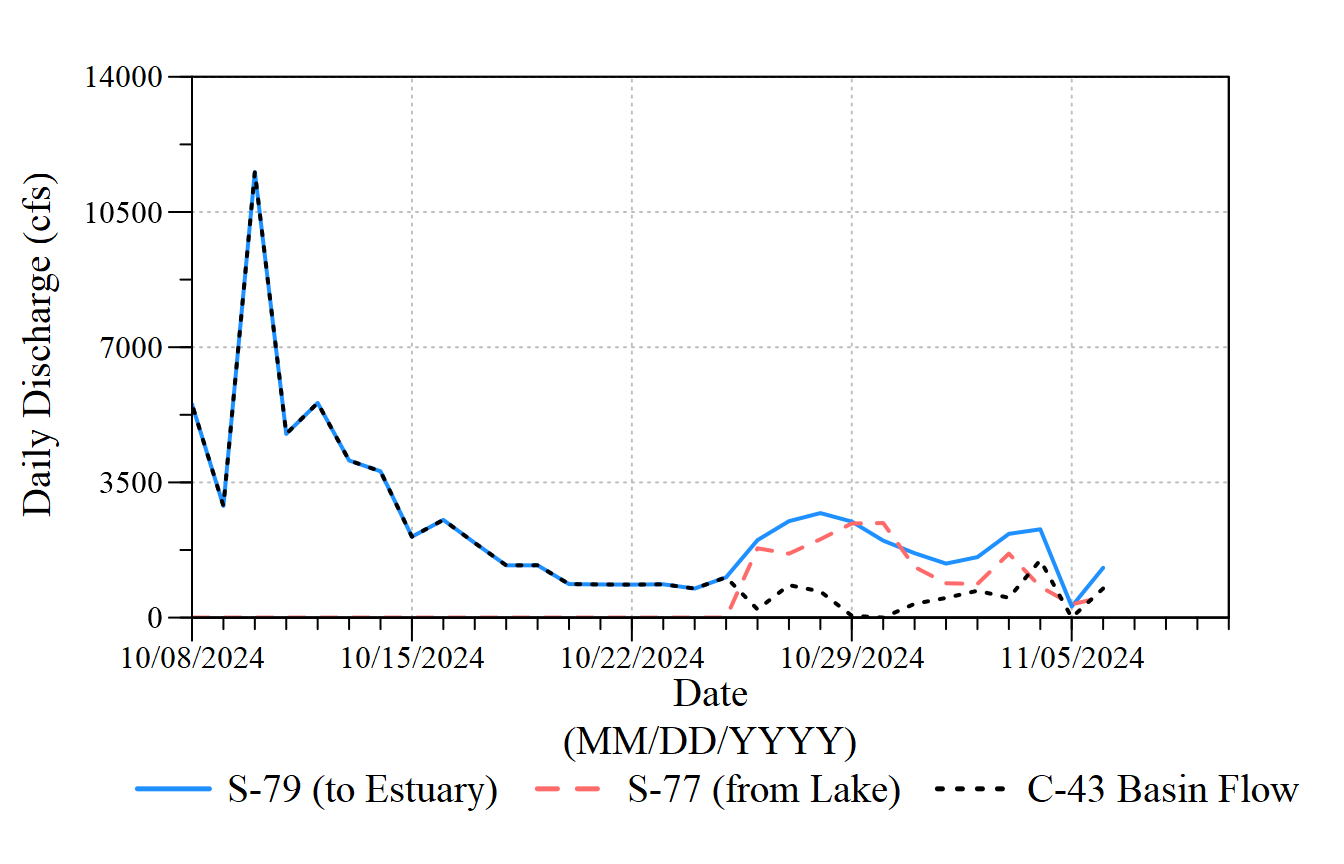 14000
10500
7000
3500
0
Daily Discharge (cfs)
10/08/2024 10/15/2024 10/22/2024 10/29/2024 11/05/2024
Date
(MM/DD/YYYY)
S-79 (to Estuary) S-77 (from Lake) C-43 Basin Flow